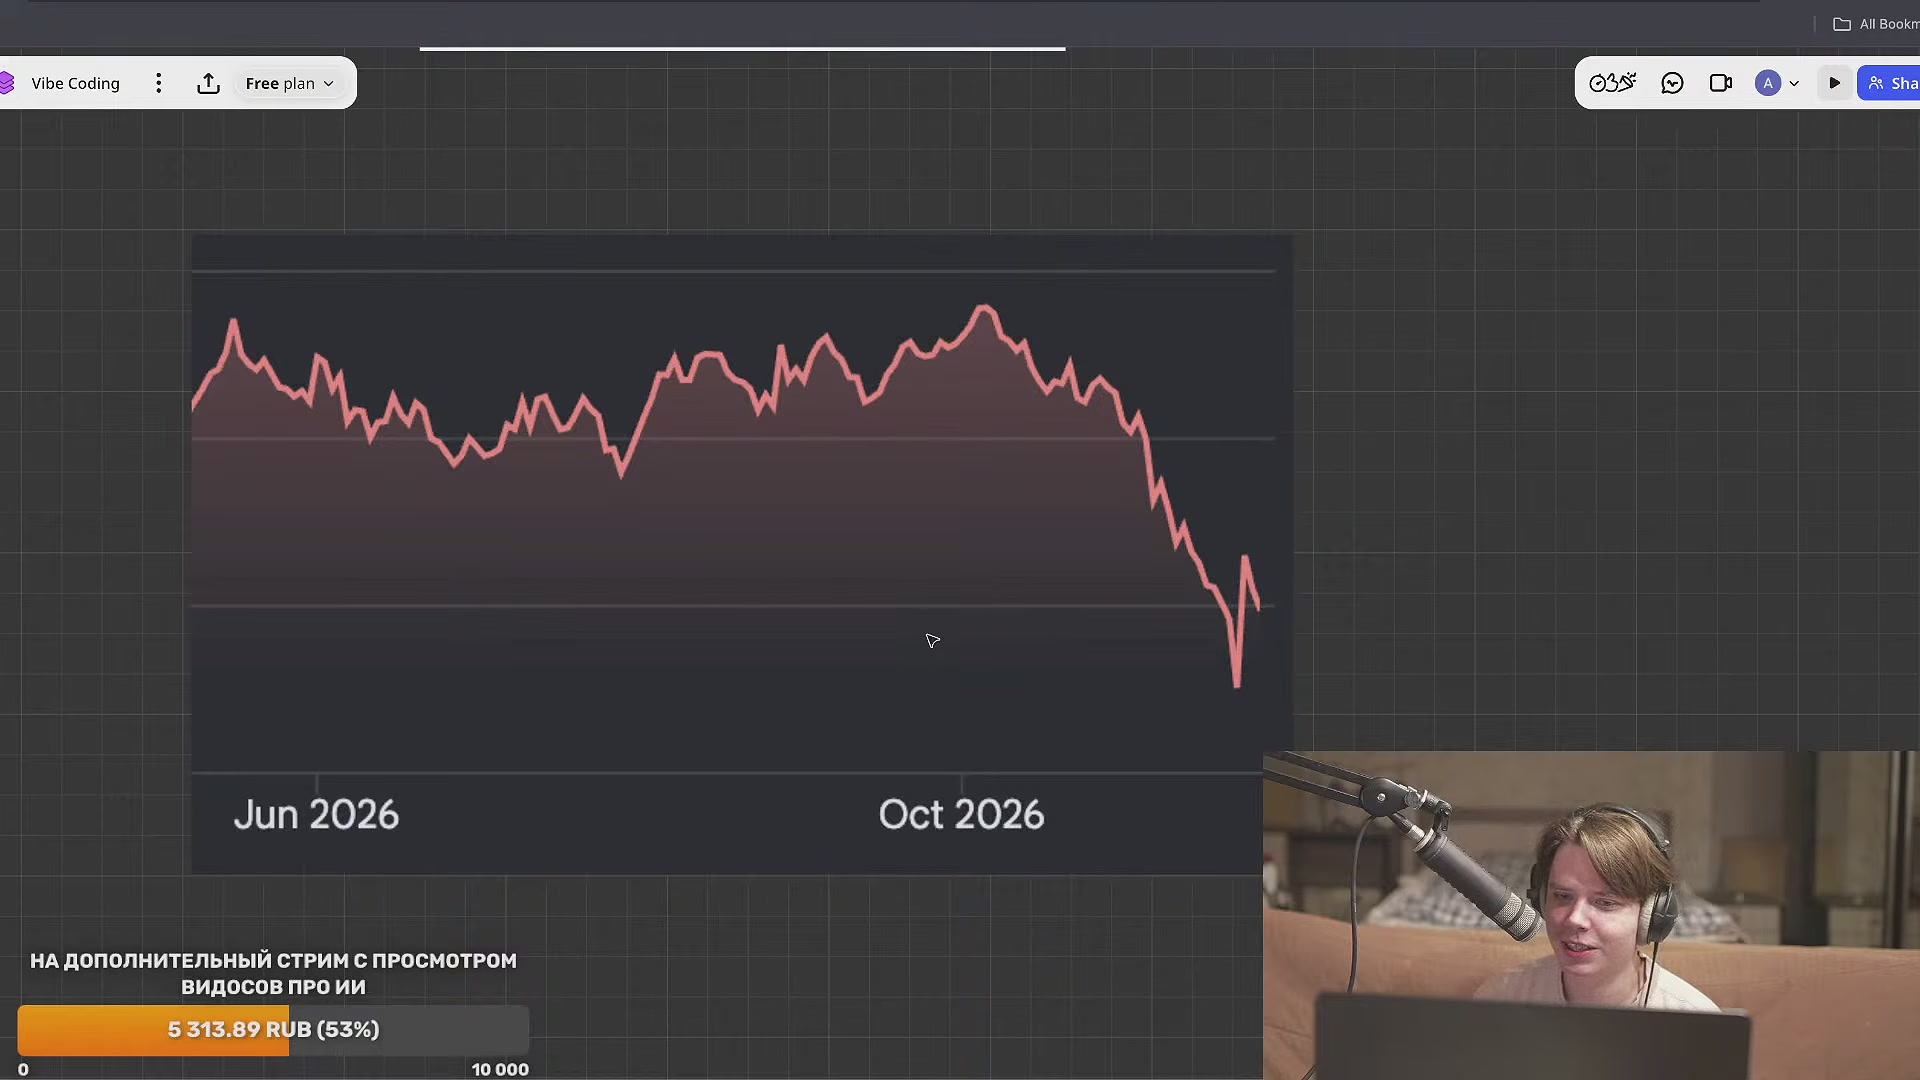 All Bookm
Vibe Coding
Free plan
A
Sha
Jun 2026
Oct 2026
НА ДОПОЛНИТЕЛЬНЫЙ СТРИМ С ПРОСМОТРОМ
ВИДОСОВ ПРО ИИ
5 313.89 RUB (53%)
0
10 000